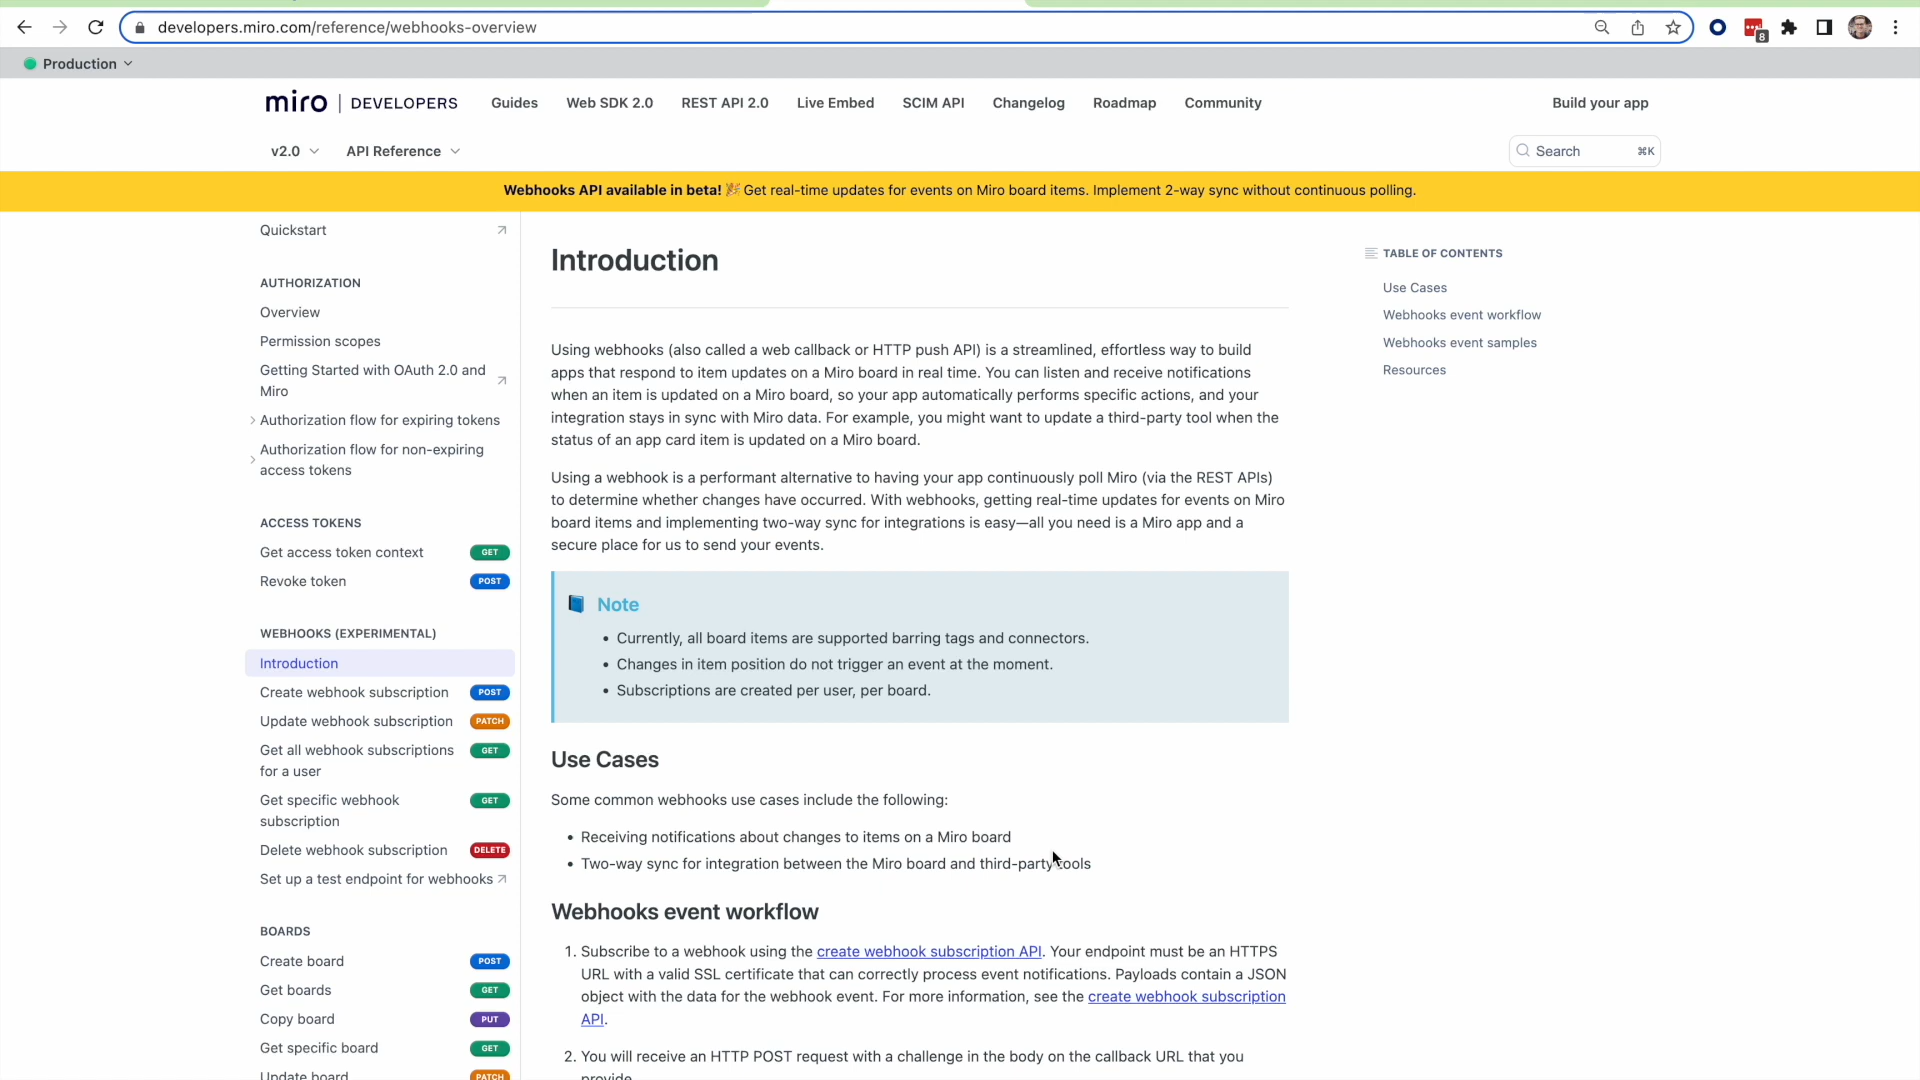 developers.miro.com/reference/webhooks-overview
8
Production
miro | DEVELOPERS
Guides
Web SDK 2.0
REST API 2.0
Live Embed
SCIM API
Changelog
Roadmap
Community
Build your app
v2.0
API Reference
Search
⌘K
Webhooks API available in beta! 🎉 Get real-time updates for events on Miro board items. Implement 2-way sync without continuous polling.
Quickstart
AUTHORIZATION
Overview
Permission scopes
Getting Started with OAuth 2.0 and
Miro
Authorization flow for expiring tokens
Authorization flow for non-expiring
access tokens
ACCESS TOKENS
Get access token context GET
Revoke token POST
WEBHOOKS (EXPERIMENTAL)
Introduction
Create webhook subscription POST
Update webhook subscription PATCH
Get all webhook subscriptions GET
for a user
Get specific webhook GET
subscription
Delete webhook subscription DELETE
Set up a test endpoint for webhooks
BOARDS
Create board POST
Get boards GET
Copy board PUT
Get specific board GET
Update board PATCH
Introduction
Using webhooks (also called a web callback or HTTP push API) is a streamlined, effortless way to build
apps that respond to item updates on a Miro board in real time. You can listen and receive notifications
when an item is updated on a Miro board, so your app automatically performs specific actions, and your
integration stays in sync with Miro data. For example, you might want to update a third-party tool when the
status of an app card item is updated on a Miro board.
Using a webhook is a performant alternative to having your app continuously poll Miro (via the REST APIs)
to determine whether changes have occurred. With webhooks, getting real-time updates for events on Miro
board items and implementing two-way sync for integrations is easy—all you need is a Miro app and a
secure place for us to send your events.
Note
• Currently, all board items are supported barring tags and connectors.
• Changes in item position do not trigger an event at the moment.
• Subscriptions are created per user, per board.
Use Cases
Some common webhooks use cases include the following:
• Receiving notifications about changes to items on a Miro board
• Two-way sync for integration between the Miro board and third-party tools
Webhooks event workflow
1. Subscribe to a webhook using the create webhook subscription API. Your endpoint must be an HTTPS
URL with a valid SSL certificate that can correctly process event notifications. Payloads contain a JSON
object with the data for the webhook event. For more information, see the create webhook subscription
API.
2. You will receive an HTTP POST request with a challenge in the body on the callback URL that you
provide.
TABLE OF CONTENTS
Use Cases
Webhooks event workflow
Webhooks event samples
Resources